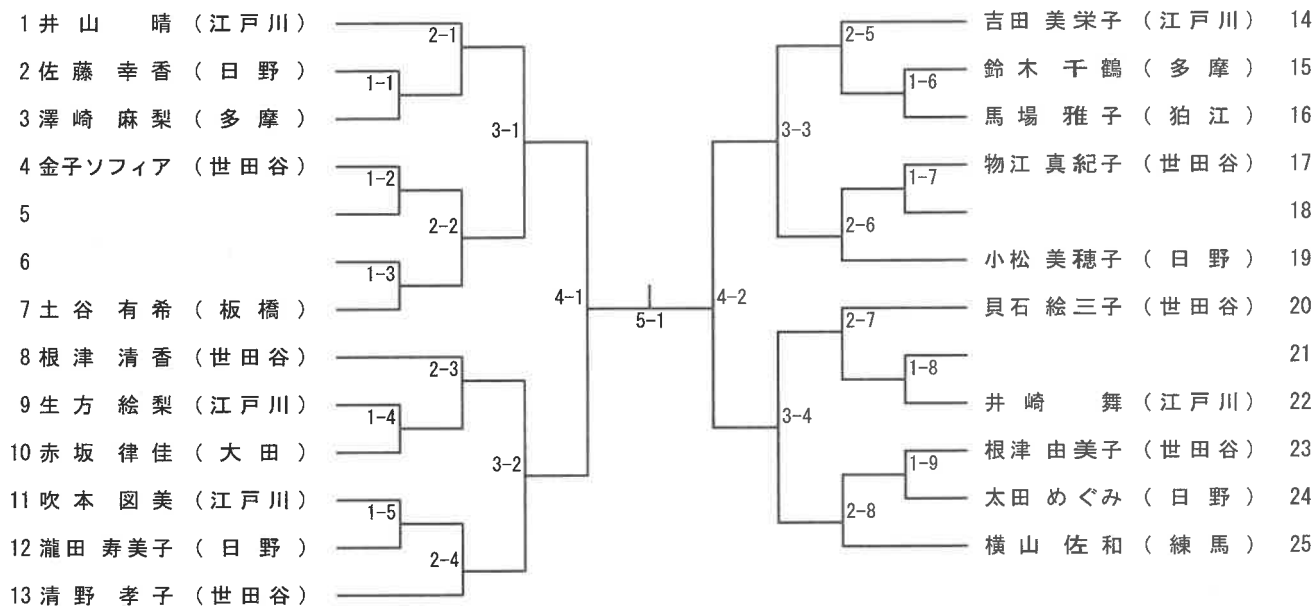 1 井山 晴 (江戸川)
2 佐藤 幸香 (日野)
3 澤崎 麻梨 (多摩)
4 金子ソフィア (世田谷)
5
6
7 土谷 有希 (板橋)
8 根津 清香 (世田谷)
9 生方 絵梨 (江戸川)
10 赤坂 律佳 (大田)
11 吹本 図美 (江戸川)
12 瀧田 寿美子 (日野)
13 清野 孝子 (世田谷)
2-1
1-1
3-1
1-2
2-2
1-3
4-1
2-3
1-4
3-2
1-5
2-4
5-1
2-5
1-6
3-3
1-7
2-6
4-2
2-7
1-8
3-4
1-9
2-8
吉田 美栄子 (江戸川) 14
鈴木 千鶴 (多摩) 15
馬場 雅子 (狛江) 16
物江 真紀子 (世田谷) 17
18
小松 美穂子 (日野) 19
貝石 絵三子 (世田谷) 20
21
井崎 舞 (江戸川) 22
根津 由美子 (世田谷) 23
太田 めぐみ (日野) 24
横山 佐和 (練馬) 25